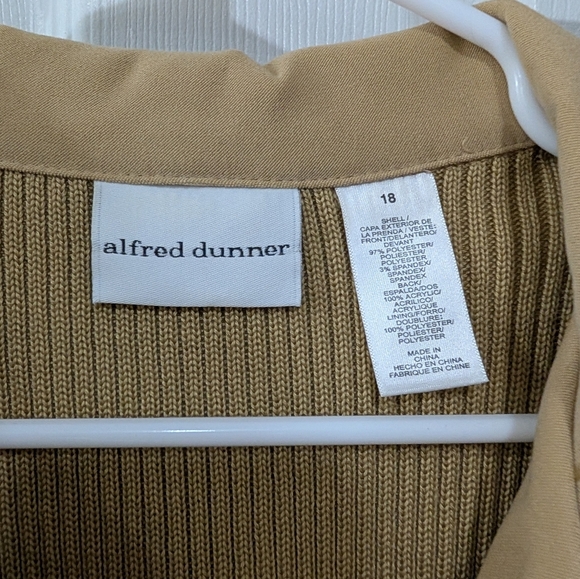 alfred dunner
18
SHELL/
CAPA EXTERIOR DE
LA PRENDA / VESTE:
FRONT/DELANTERO/
DEVANT
97% POLYESTER/
POLIESTER/
POLYESTER
3% SPANDEX/
SPANDEX/
SPANDEX
BACK/
ESPALDA/DOS
100% ACRYLIC/
ACRILICO/
ACRYLIQUE
LINING/FORRO/
DOUBLURE:
100% POLYESTER/
POLIESTER/
POLYESTER
MADE IN
CHINA
HECHO EN CHINA
FABRIQUE EN CHINE